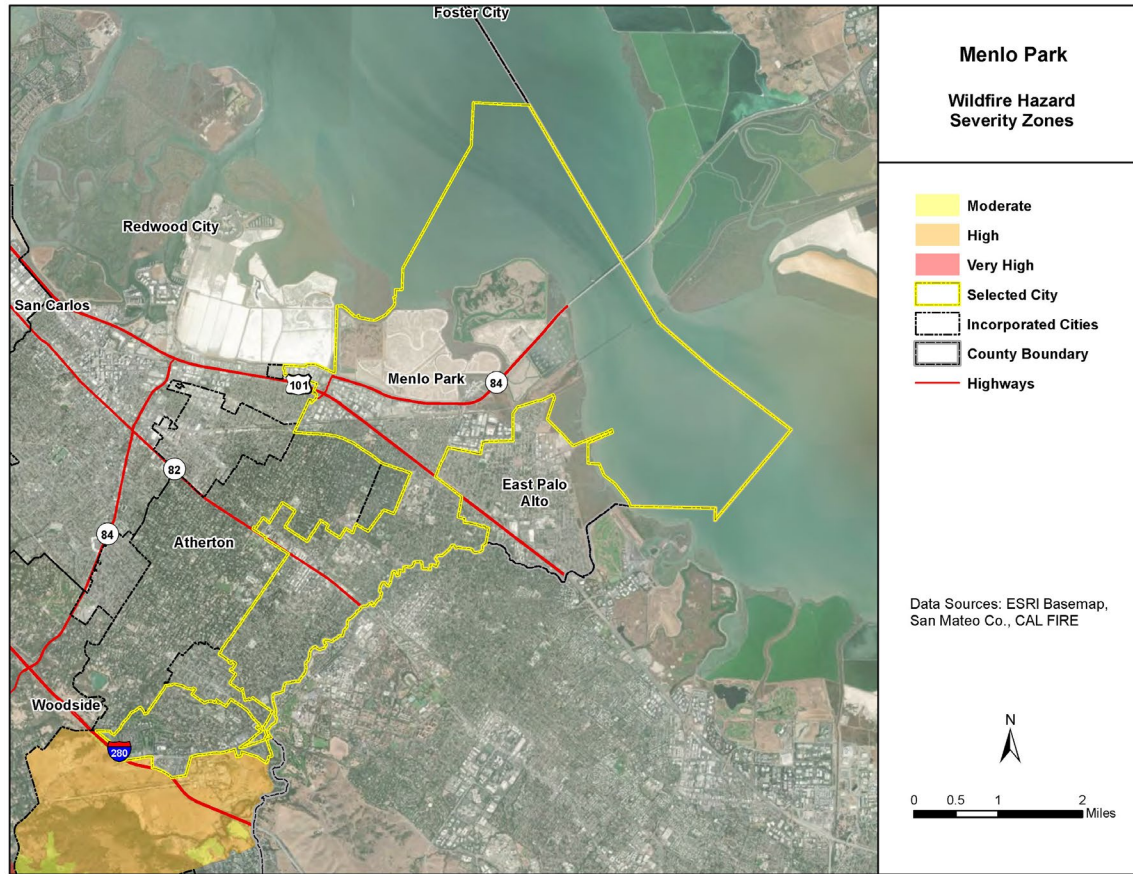 Foster City
Redwood City
San Carlos
Menlo Park
101
84
82
East Palo
Alto
84
Atherton
Woodside
280
Menlo Park
Wildfire Hazard
Severity Zones
Moderate
High
Very High
Selected City
Incorporated Cities
County Boundary
Highways
Data Sources: ESRI Basemap,
San Mateo Co., CAL FIRE
N
0 0.5 1 2
Miles